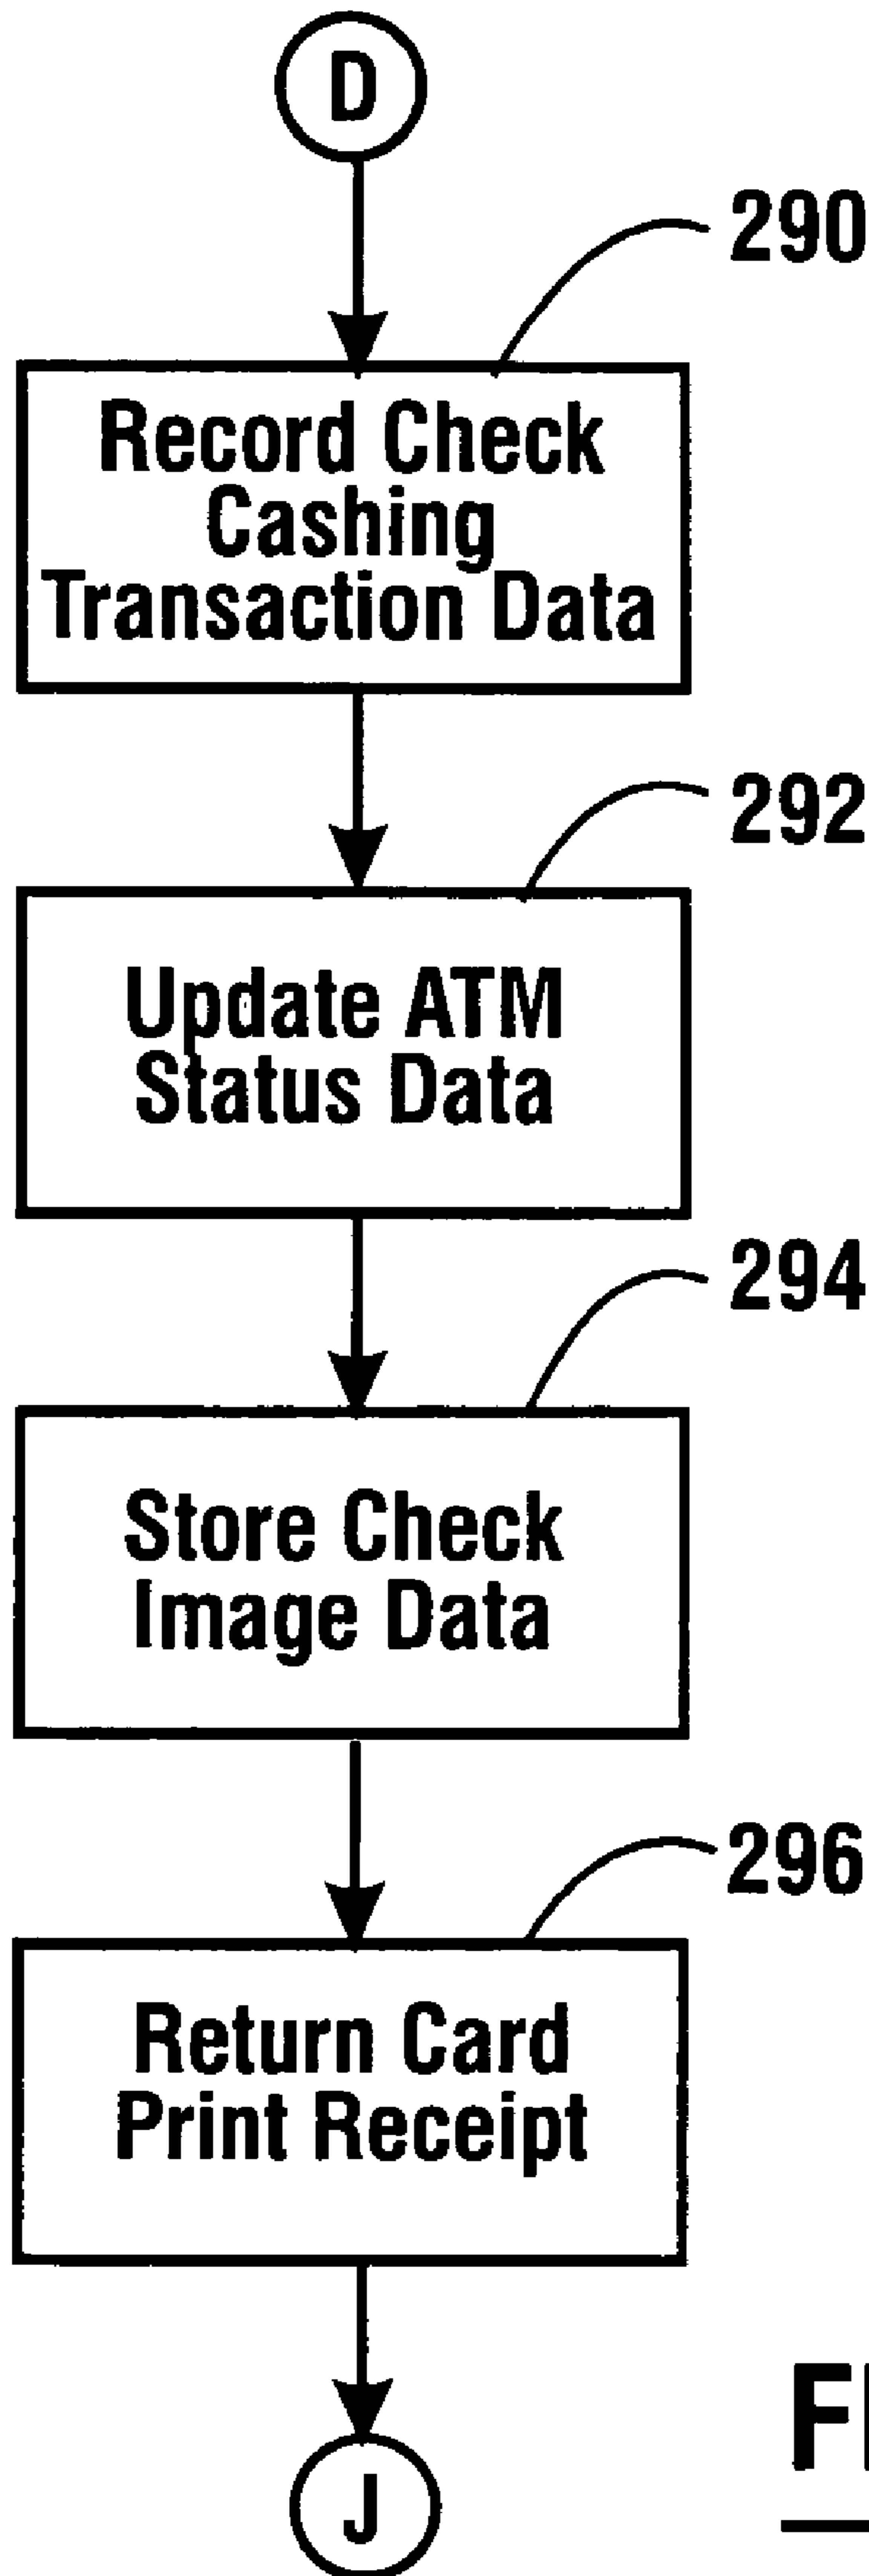 D
290
Record Check
Cashing
Transaction Data
292
Update ATM
Status Data
294
Store Check
Image Data
296
Return Card
Print Receipt
J